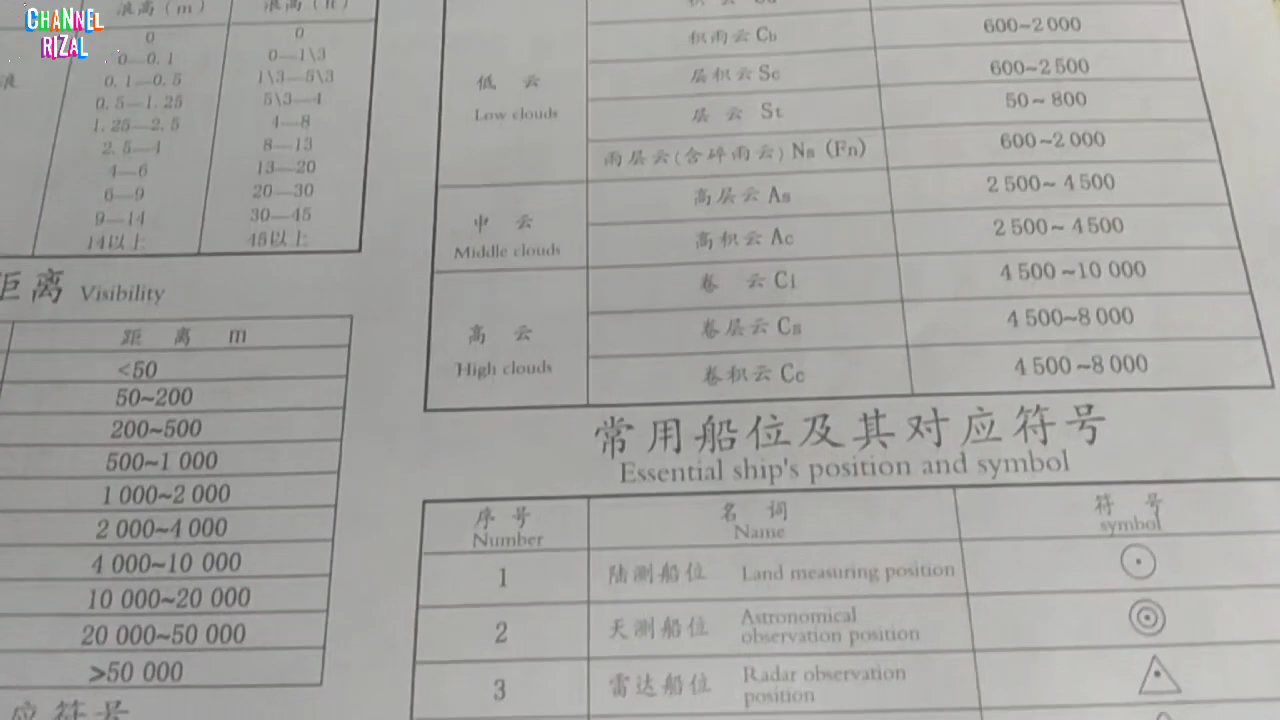 CHANNEL
RIZAL
浪高(m) 浪高(ft)
0 0
0—0.1 0—1\3
浪 0.1—0.5 1\3—5\3
0.5—1.25 5\3—4
1.25—2.5 4—8
2.5—4 8—13
4—6 13—20
6—9 20—30
9—14 30—45
14以上 45以上
距离 Visibility
距 离 m
<50
50~200
200~500
500~1 000
1 000~2 000
2 000~4 000
4 000~10 000
10 000~20 000
20 000~50 000
⩾50 000
应符号
低 云
Low clouds
积雨云 Cb 600~2 000
层积云 Sc 600~2 500
层 云 St 50~800
雨层云(含碎雨云) Ns (Fn) 600~2 000
中 云
Middle clouds
高层云 As 2 500~4 500
高积云 Ac 2 500~4 500
高 云
High clouds
卷 云 Ci 4 500~10 000
卷层云 Cs 4 500~8 000
卷积云 Cc 4 500~8 000
常用船位及其对应符号
Essential ship's position and symbol
序 号 名 词 符 号
Number Name symbol
1 陆测船位 Land measuring position
2 天测船位 Astronomical
observation position
3 雷达船位 Radar observation
position